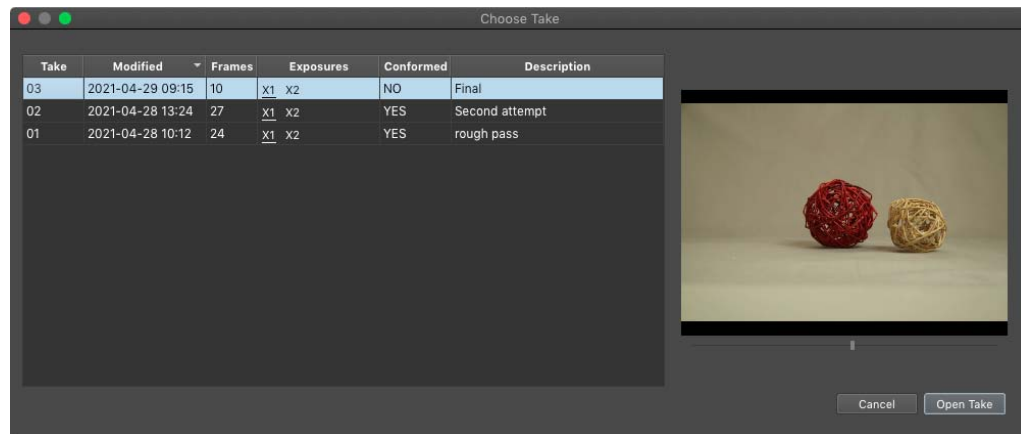 Choose Take
Take Modified Frames Exposures Conformed Description
03 2021-04-29 09:15 10 X1 X2 NO Final
02 2021-04-28 13:24 27 X1 X2 YES Second attempt
01 2021-04-28 10:12 24 X1 X2 YES rough pass
Cancel Open Take